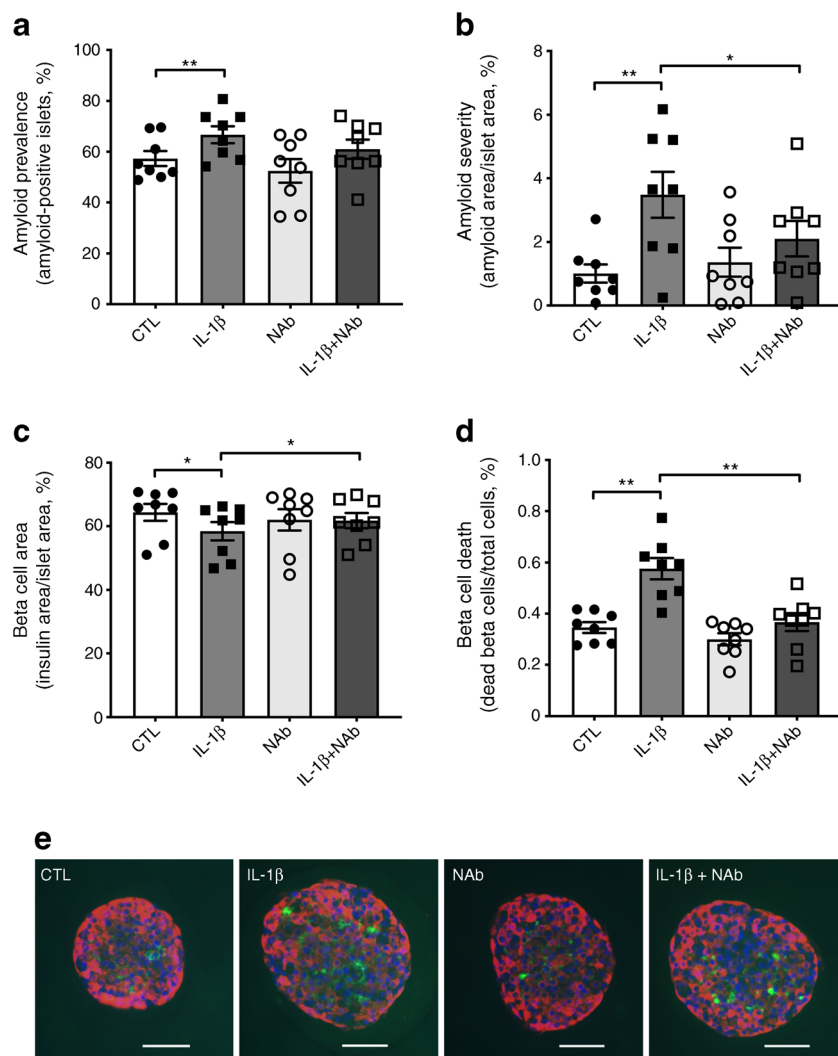 a
Amyloid prevalence
(amyloid-positive islets, %)
100
80
60
40
20
0
**
CTL
IL-1β
NAb
IL-1β+NAb
b
Amyloid severity
(amyloid area/islet area, %)
8
6
4
2
0
**
*
CTL
IL-1β
NAb
IL-1β+NAb
c
Beta cell area
(insulin area/islet area, %)
80
60
40
20
0
*
*
CTL
IL-1β
NAb
IL-1β+NAb
d
Beta cell death
(dead beta cells/total cells, %)
1.0
0.8
0.6
0.4
0.2
0
**
**
CTL
IL-1β
NAb
IL-1β+NAb
e
CTL
IL-1β
NAb
IL-1β + NAb